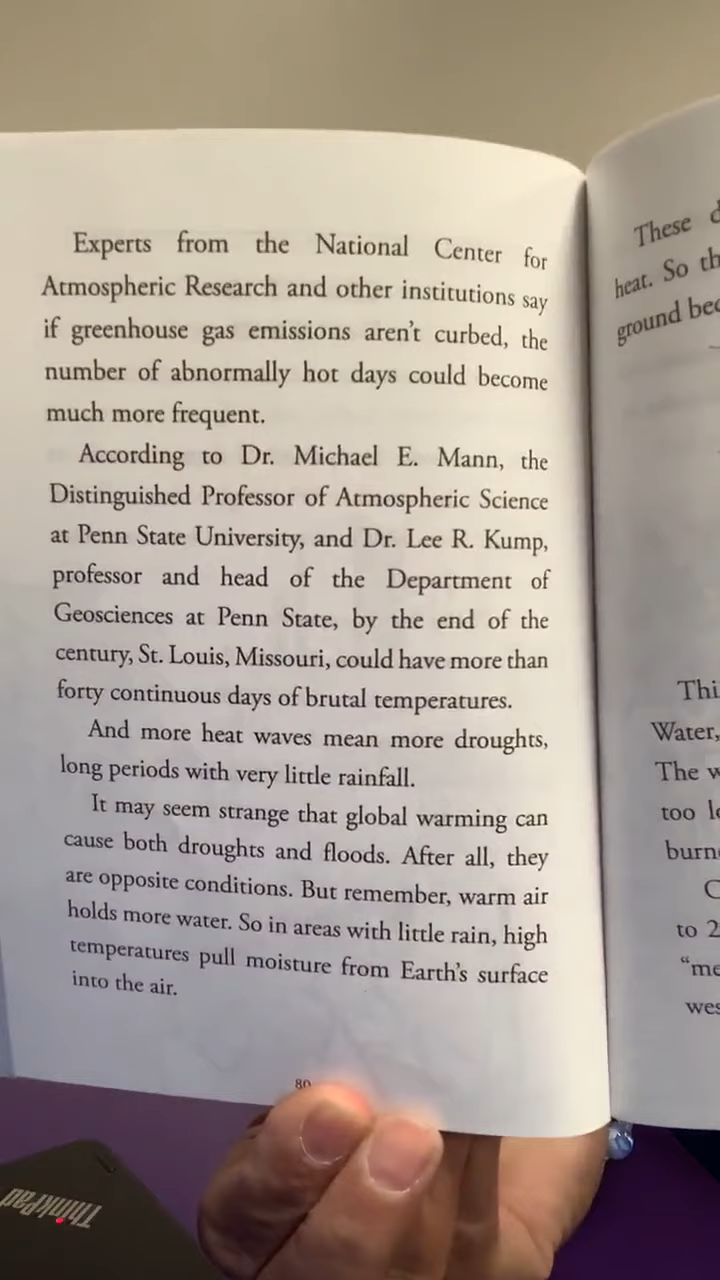 Experts from the National Center for
Atmospheric Research and other institutions say
if greenhouse gas emissions aren't curbed, the
number of abnormally hot days could become
much more frequent.
According to Dr. Michael E. Mann, the
Distinguished Professor of Atmospheric Science
at Penn State University, and Dr. Lee R. Kump,
professor and head of the Department of
Geosciences at Penn State, by the end of the
century, St. Louis, Missouri, could have more than
forty continuous days of brutal temperatures.
And more heat waves mean more droughts,
long periods with very little rainfall.
It may seem strange that global warming can
cause both droughts and floods. After all, they
are opposite conditions. But remember, warm air
holds more water. So in areas with little rain, high
temperatures pull moisture from Earth's surface
into the air.
80
These
heat. So
ground
Water,
The
too
to
ThinkPad